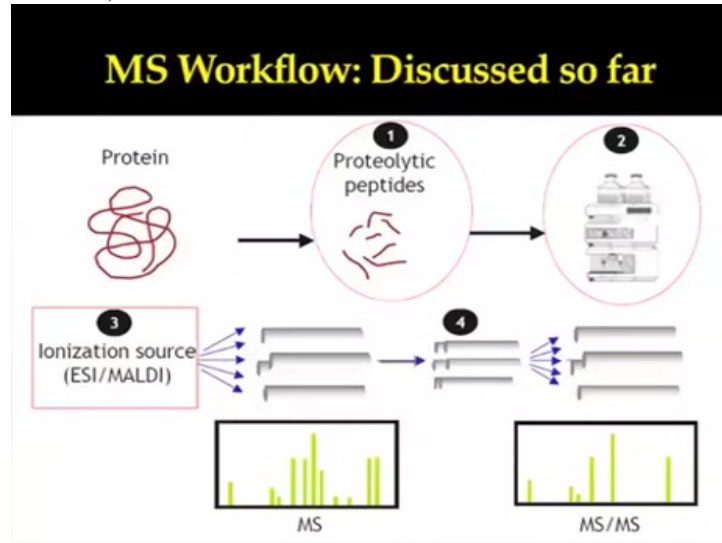 MS Workflow: Discussed so far
Protein
1
Proteolytic
peptides
2
3
Ionization source
(ESI/MALDI)
4
MS
MS/MS